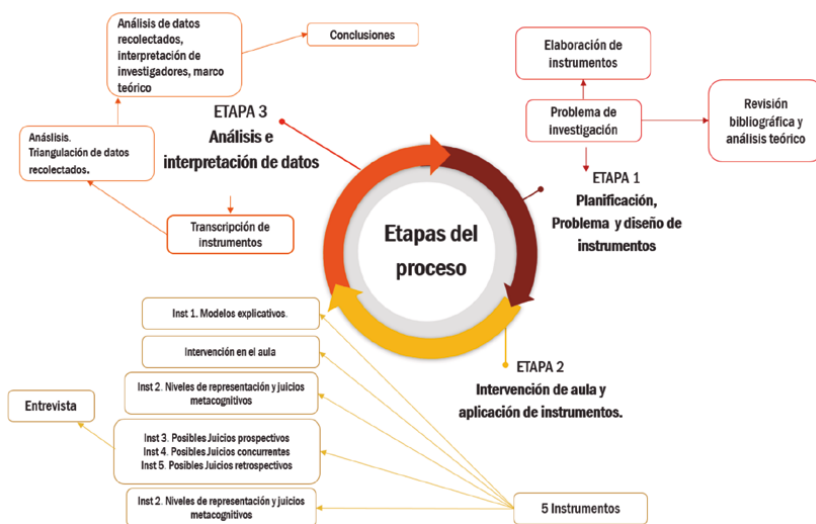 Análisis de datos
recolectados,
interpretación de
investigadores, marco
teórico
Conclusiones
Elaboración de
instrumentos
Problema de
investigación
Revisión
bibliográfica y
análisis teórico
ETAPA 3
Análisis e
interpretación de datos
Anáslisis.
Triangulación de datos
recolectados.
Transcripción de
instrumentos
ETAPA 1
Planificación,
Problema y diseño de
instrumentos
Etapas del
proceso
Inst 1. Modelos explicativos.
Intervención en el aula
Inst 2. Niveles de representación y juicios
metacognitivos
Entrevista
Inst 3. Posibles Juicios prospectivos
Inst 4. Posibles Juicios concurrentes
Inst 5. Posibles Juicios retrospectivos
Inst 2. Niveles de representación y juicios
metacognitivos
ETAPA 2
Intervención de aula y
aplicación de instrumentos.
5 Instrumentos